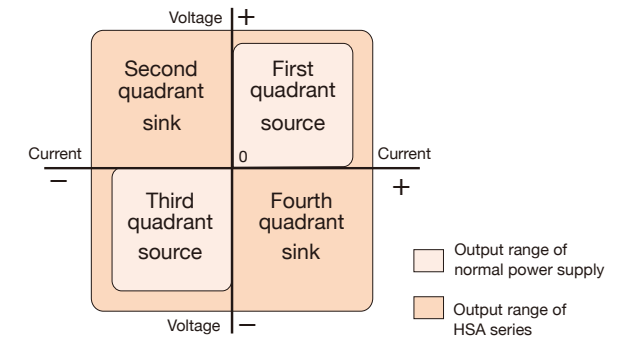 Voltage +
Second
quadrant
sink
First
quadrant
source
Current
−
0
Current
+
Third
quadrant
source
Fourth
quadrant
sink
Voltage −
Output range of
normal power supply
Output range of
HSA series